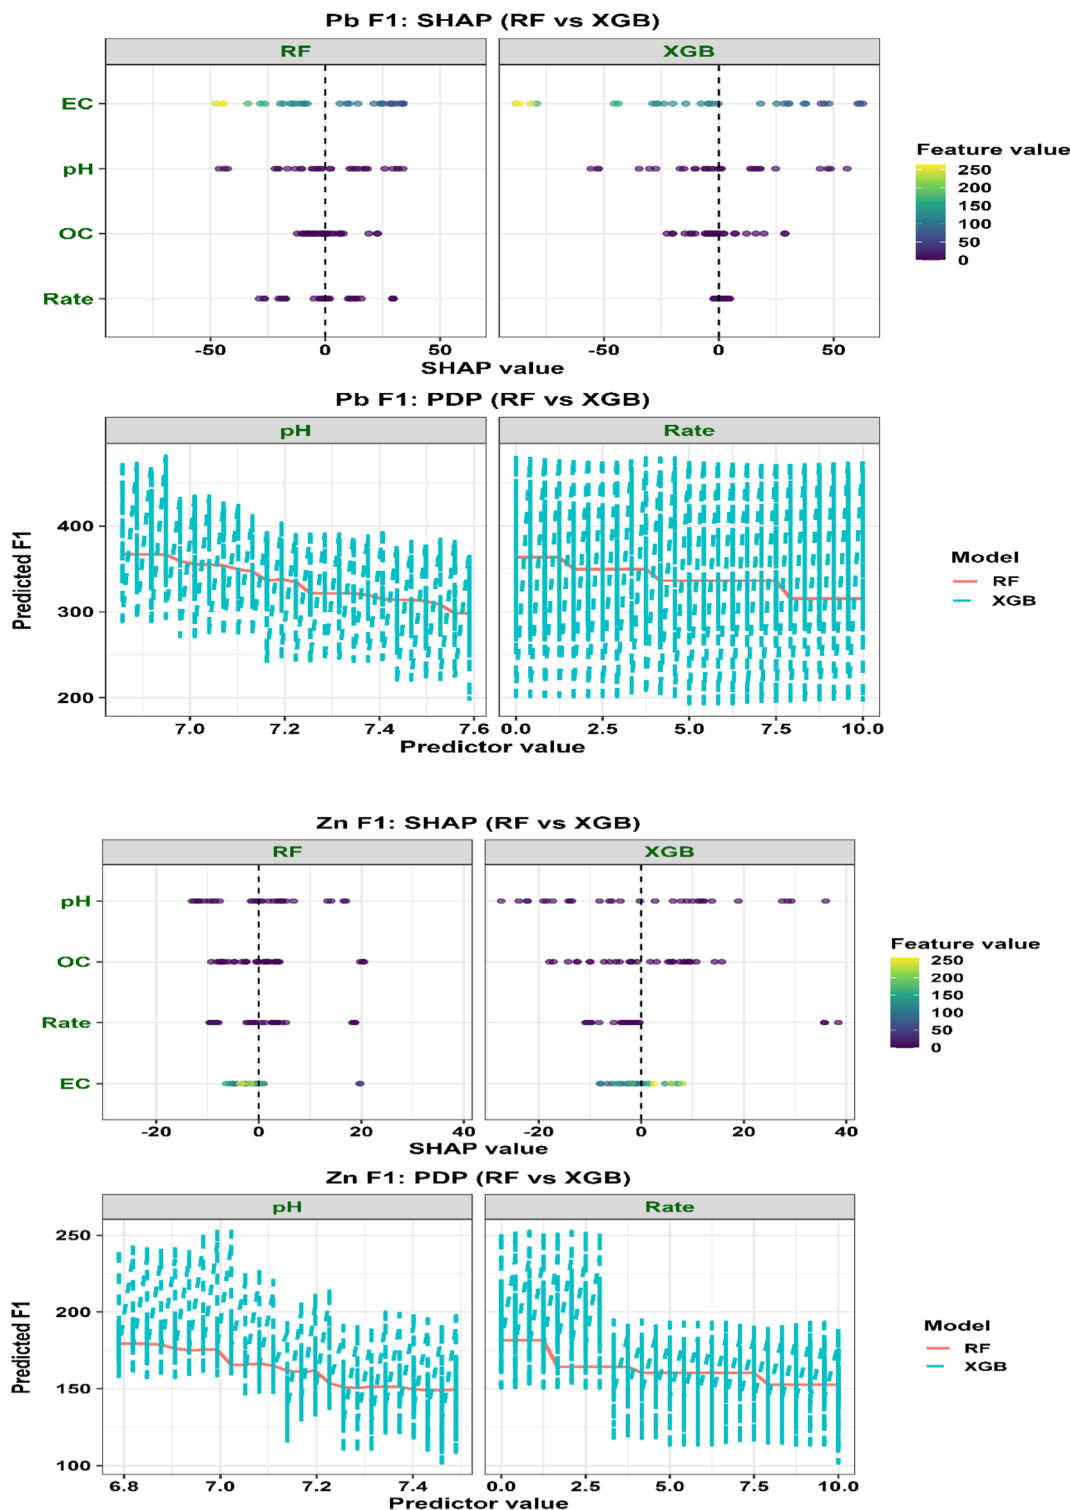 Pb F1: SHAP (RF vs XGB)
RF XGB
EC
pH
OC
Rate
-50 0 50 -50 0 50
SHAP value
Feature value
250
200
150
100
50
0
Pb F1: PDP (RF vs XGB)
pH Rate
Predicted F1
400
300
200
7.0 7.2 7.4 7.6 0.0 2.5 5.0 7.5 10.0
Predictor value
Model
RF
XGB
Zn F1: SHAP (RF vs XGB)
RF XGB
pH
OC
Rate
EC
-20 0 20 40 -20 0 20 40
SHAP value
Feature value
250
200
150
100
50
0
Zn F1: PDP (RF vs XGB)
pH Rate
Predicted F1
250
200
150
100
6.8 7.0 7.2 7.4 0.0 2.5 5.0 7.5 10.0
Predictor value
Model
RF
XGB